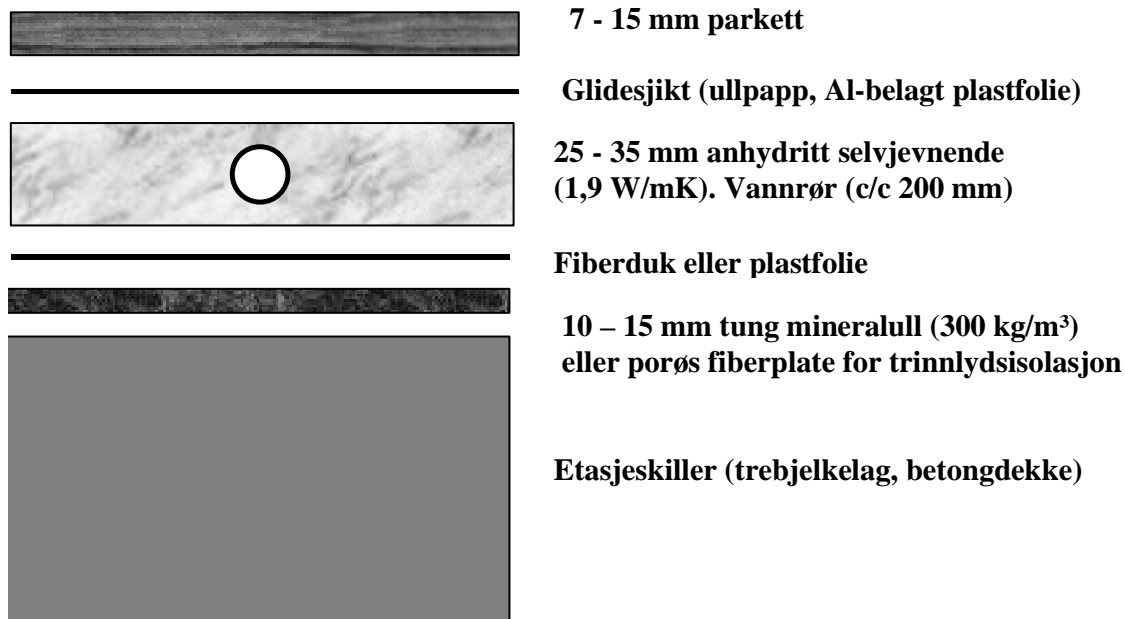 7 - 15 mm parkett
Glidesjikt (ullpapp, Al-belagt plastfolie)
25 - 35 mm anhydritt selvjevnende
(1,9 W/mK). Vannrør (c/c 200 mm)
Fiberduk eller plastfolie
10 – 15 mm tung mineralull (300 kg/m³)
eller porøs fiberplate for trinnlydsisolasjon
Etasjeskiller (trebjelkelag, betongdekke)